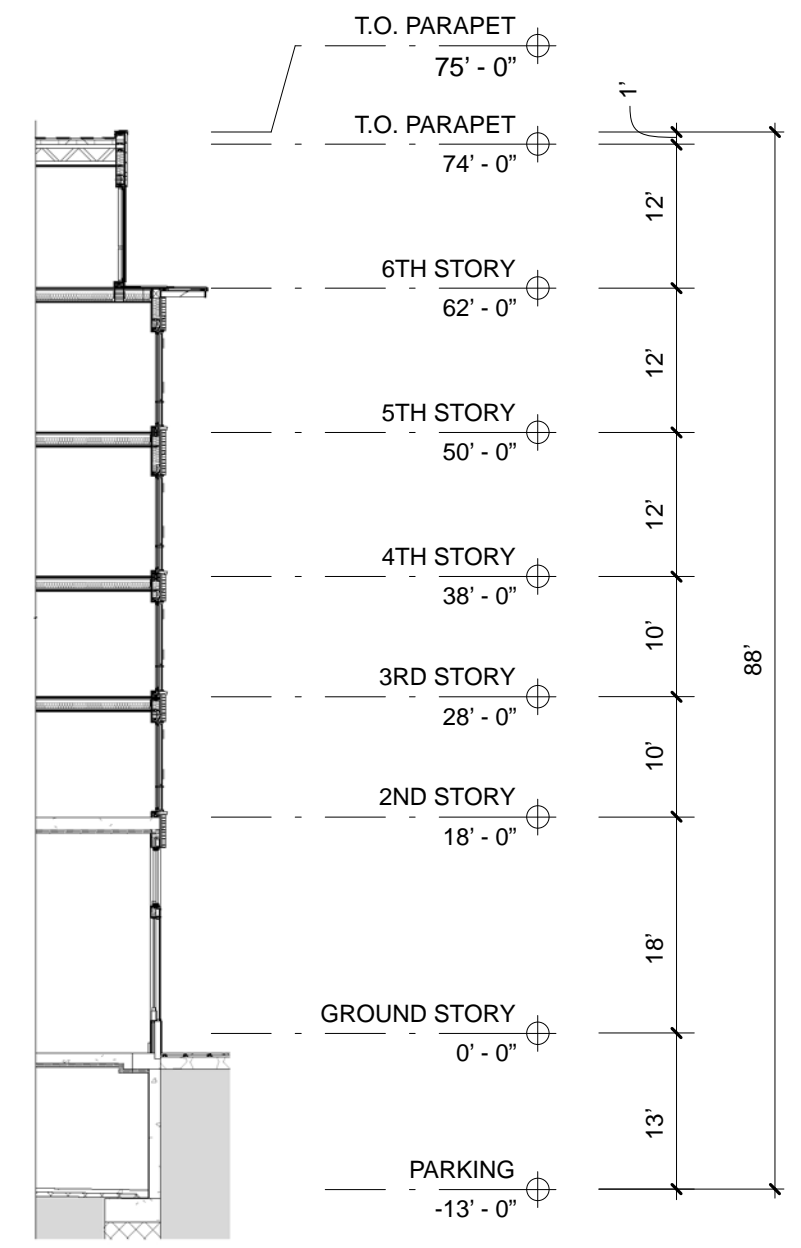 T.O. PARAPET
75’ - 0”
1’
T.O. PARAPET
74’ - 0”
12’
6TH STORY
62’ - 0”
12’
5TH STORY
50’ - 0”
12’
4TH STORY
38’ - 0”
10’
88’
3RD STORY
28’ - 0”
10’
2ND STORY
18’ - 0”
18’
GROUND STORY
0’ - 0”
13’
PARKING
-13’ - 0”